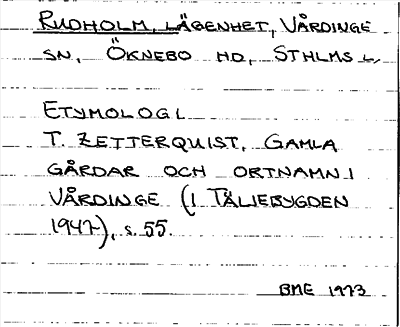 RUDHOLM, LÄGENHET, VÅRDINGE
SN, ÖKNEBO HD, STHLMS L.
ETYMOLOGI
T. ZETTERQUIST, GAMLA
GÅRDAR OCH ORTNAMN I
VÅRDINGE (I TÄLJEBYGDEN
1947), s. 55.
BME 1973